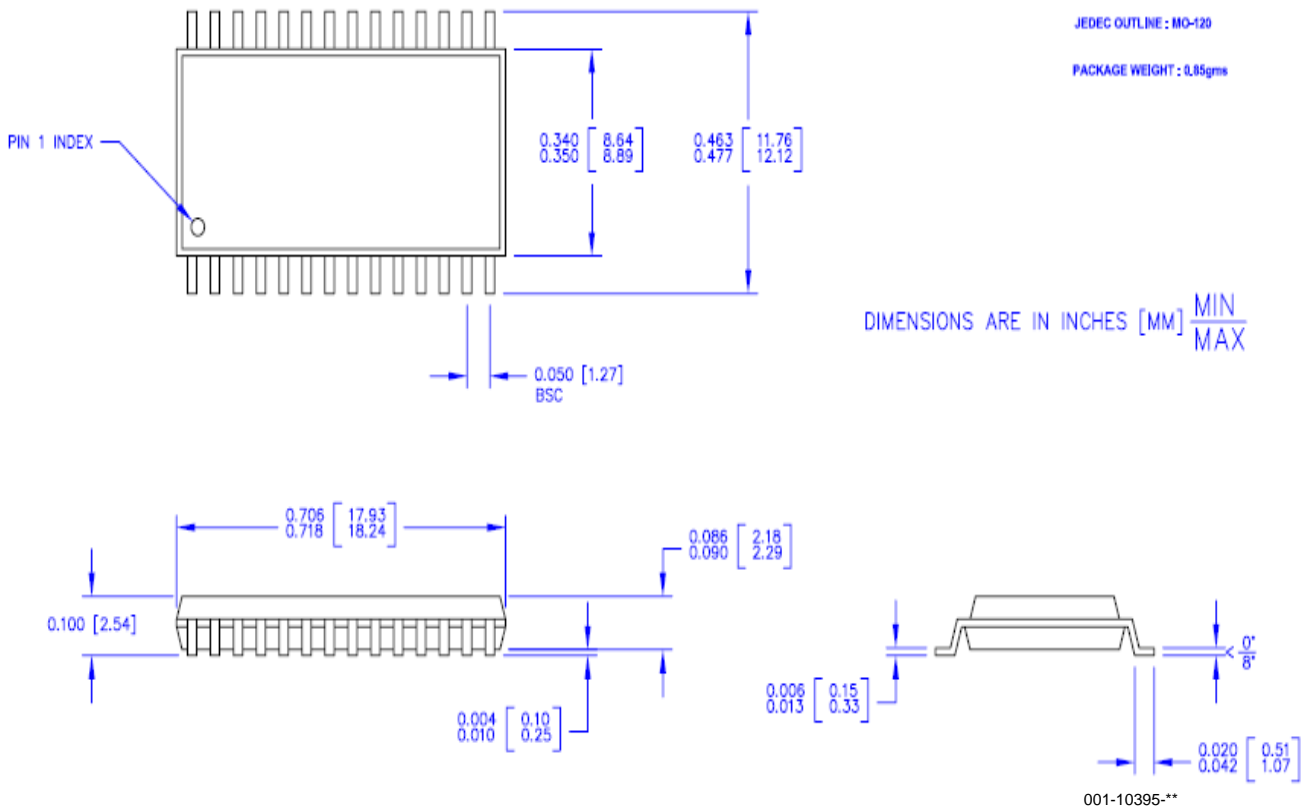 JEDEC OUTLINE : MO-120
PACKAGE WEIGHT : 0.85gms
PIN 1 INDEX
0.340 [ 8.64 ]
0.350 [ 8.89 ]
0.463 [ 11.76 ]
0.477 [ 12.12 ]
DIMENSIONS ARE IN INCHES [MM] MIN
MAX
0.050 [1.27]
BSC
0.706 [ 17.93 ]
0.718 [ 18.24 ]
0.086 [ 2.18 ]
0.090 [ 2.29 ]
0.100 [2.54]
0.004 [ 0.10 ]
0.010 [ 0.25 ]
0.006 [ 0.15 ]
0.013 [ 0.33 ]
0°
8°
0.020 [ 0.51 ]
0.042 [ 1.07 ]
001-10395-**